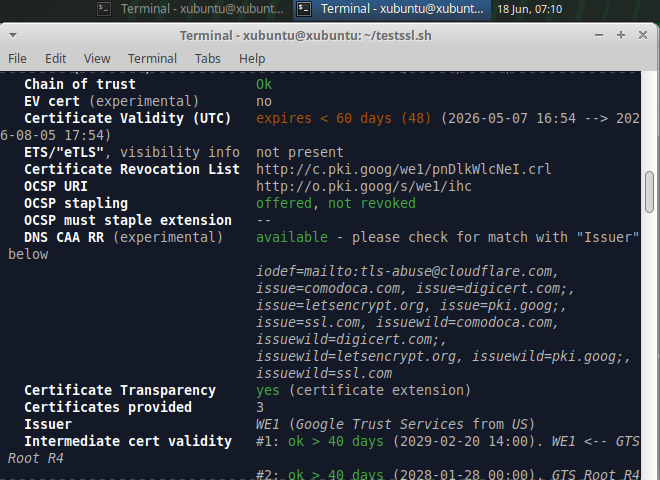 Terminal - xubuntu@xubunt... Terminal - xubuntu@xubunt... 18 Jun, 07:10
Terminal - xubuntu@xubuntu: ~/testssl.sh
File Edit View Terminal Tabs Help
Chain of trust Ok
EV cert (experimental) no
Certificate Validity (UTC) expires < 60 days (48) (2026-05-07 16:54 --> 202
6-08-05 17:54)
ETS/"eTLS", visibility info not present
Certificate Revocation List http://c.pki.goog/we1/pnDlkWlcNeI.crl
OCSP URI http://o.pki.goog/s/we1/ihc
OCSP stapling offered, not revoked
OCSP must staple extension --
DNS CAA RR (experimental) available - please check for match with "Issuer"
below
iodef=mailto:tls-abuse@cloudflare.com,
issue=comodoca.com, issue=digicert.com;,
issue=letsencrypt.org, issue=pki.goog;,
issue=ssl.com, issuewild=comodoca.com,
issuewild=digicert.com;,
issuewild=letsencrypt.org, issuewild=pki.goog;,
issuewild=ssl.com
Certificate Transparency yes (certificate extension)
Certificates provided 3
Issuer WE1 (Google Trust Services from US)
Intermediate cert validity #1: ok > 40 days (2029-02-20 14:00). WE1 <-- GTS
Root R4
#2: ok > 40 days (2028-01-28 00:00). GTS Root R4